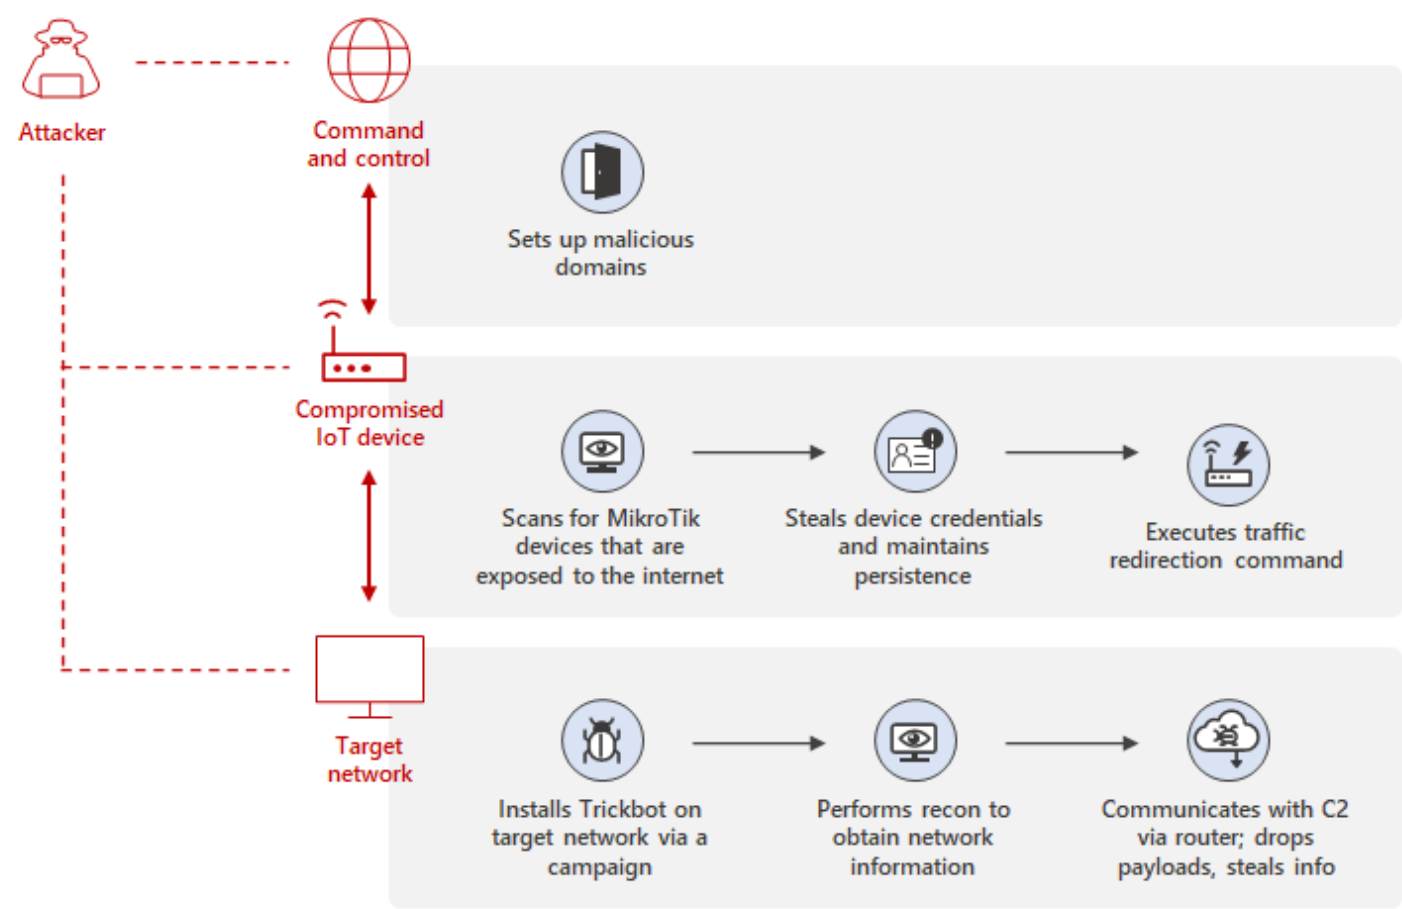 Attacker
Command
and control
Sets up malicious
domains
Compromised
IoT device
Scans for MikroTik
devices that are
exposed to the internet
Steals device credentials
and maintains
persistence
Executes traffic
redirection command
Target
network
Installs Trickbot on
target network via a
campaign
Performs recon to
obtain network
information
Communicates with C2
via router; drops
payloads, steals info